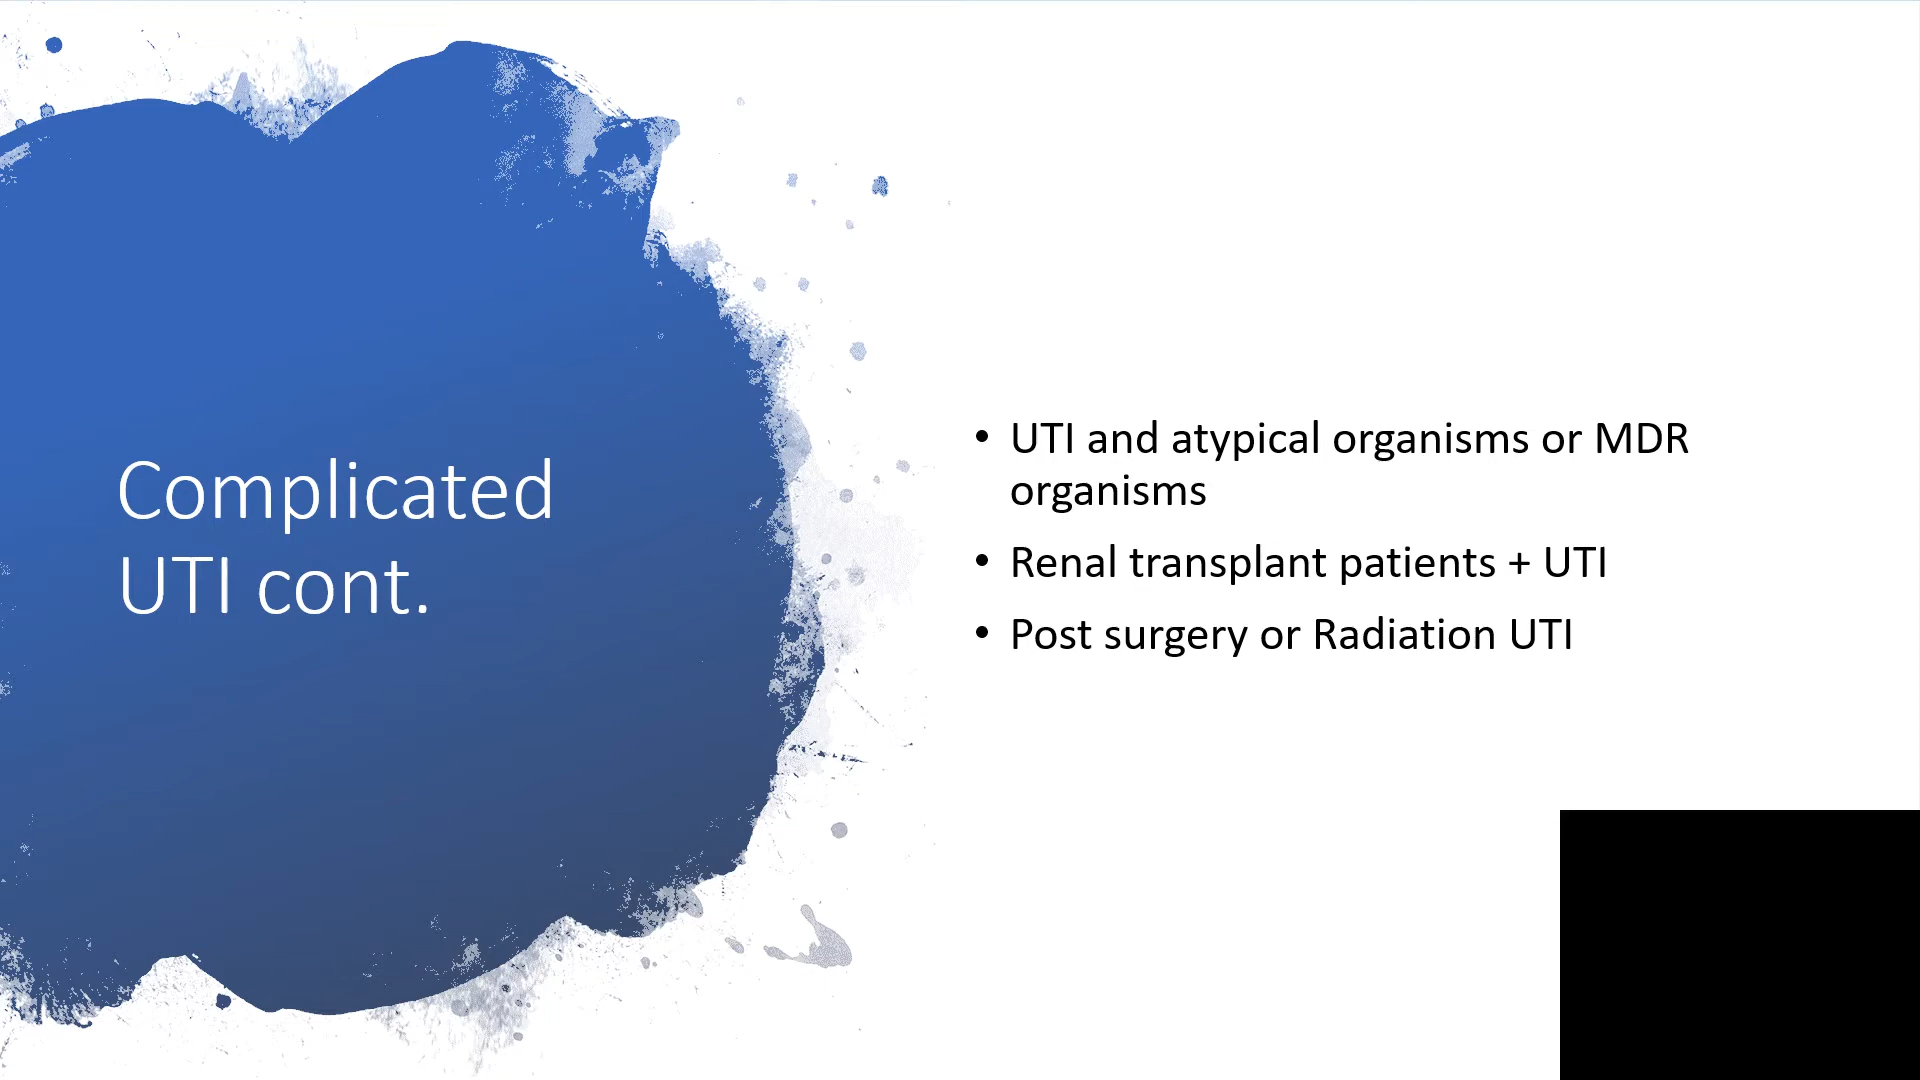 Complicated
UTI cont.
• UTI and atypical organisms or MDR
organisms
• Renal transplant patients + UTI
• Post surgery or Radiation UTI